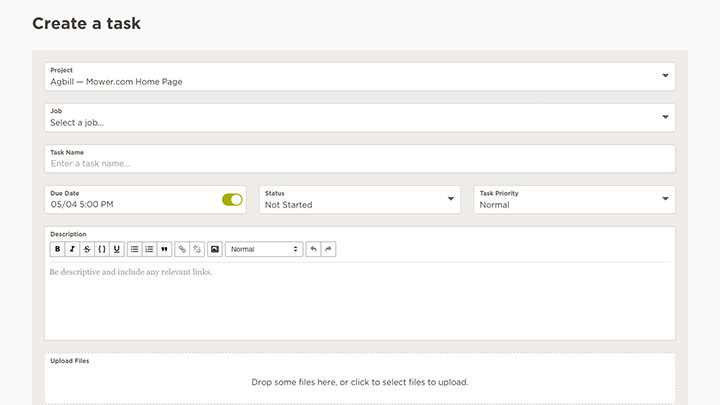 Create a task
Project
Agbill — Mower.com Home Page
Job
Select a job...
Task Name
Enter a task name...
Due Date
05/04 5:00 PM
Status
Not Started
Task Priority
Normal
Description
B I S {} U Normal
Be descriptive and include any relevant links.
Upload Files
Drop some files here, or click to select files to upload.